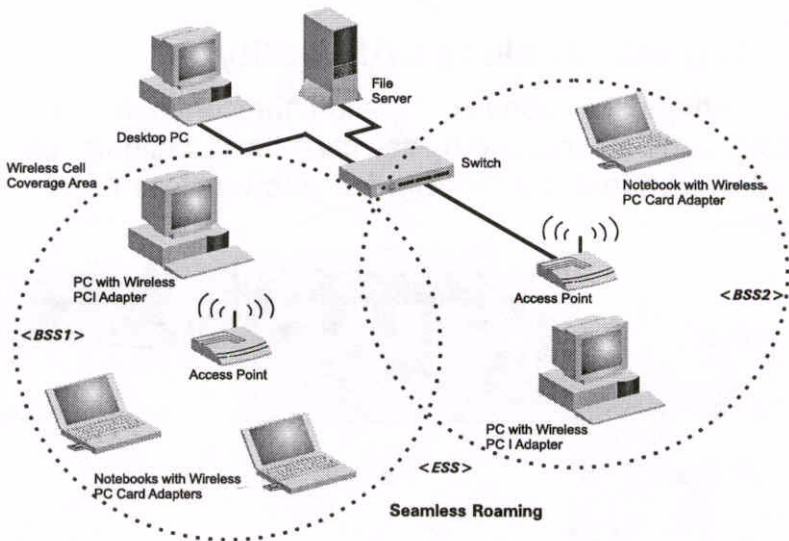 File
Server
Desktop PC
Switch
Wireless Cell
Coverage Area
Notebook with Wireless
PC Card Adapter
PC with Wireless
PCI Adapter
Access Point
<BSS2>
<BSS1>
Access Point
PC with Wireless
PC I Adapter
Notebooks with Wireless
PC Card Adapters
<ESS>
Seamless Roaming